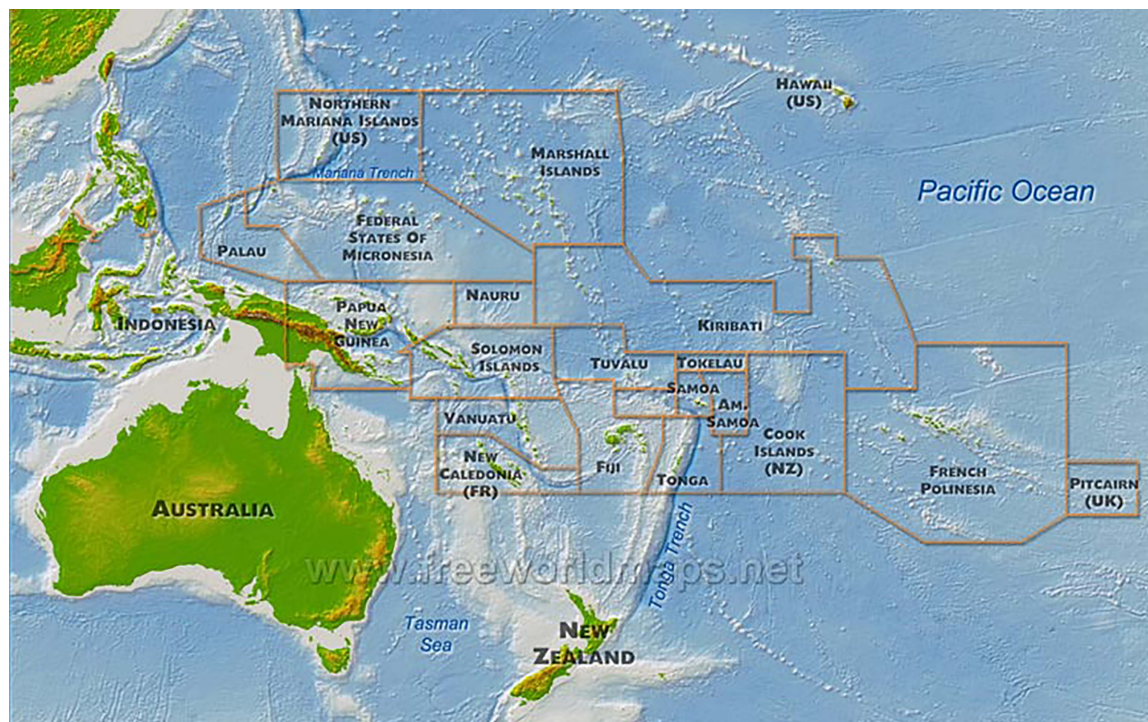 HAWAII
(US)
NORTHERN
MARIANA ISLANDS
(US)
Mariana Trench
MARSHALL
ISLANDS
Pacific Ocean
FEDERAL
STATES OF
MICRONESIA
PALAU
NAURU
PAPUA
NEW
GUINEA
INDONESIA
KIRIBATI
SOLOMON
ISLANDS
TUVALU
TOKELAU
SAMOA
AM.
SAMOA
VANUATU
COOK
ISLANDS
(NZ)
NEW
CALEDONIA
(FR)
FIJI
TONGA
FRENCH
POLINESIA
PITCAIRN
(UK)
AUSTRALIA
www.freeworldmaps.net
Tonga Trench
Tasman
Sea
NEW
ZEALAND